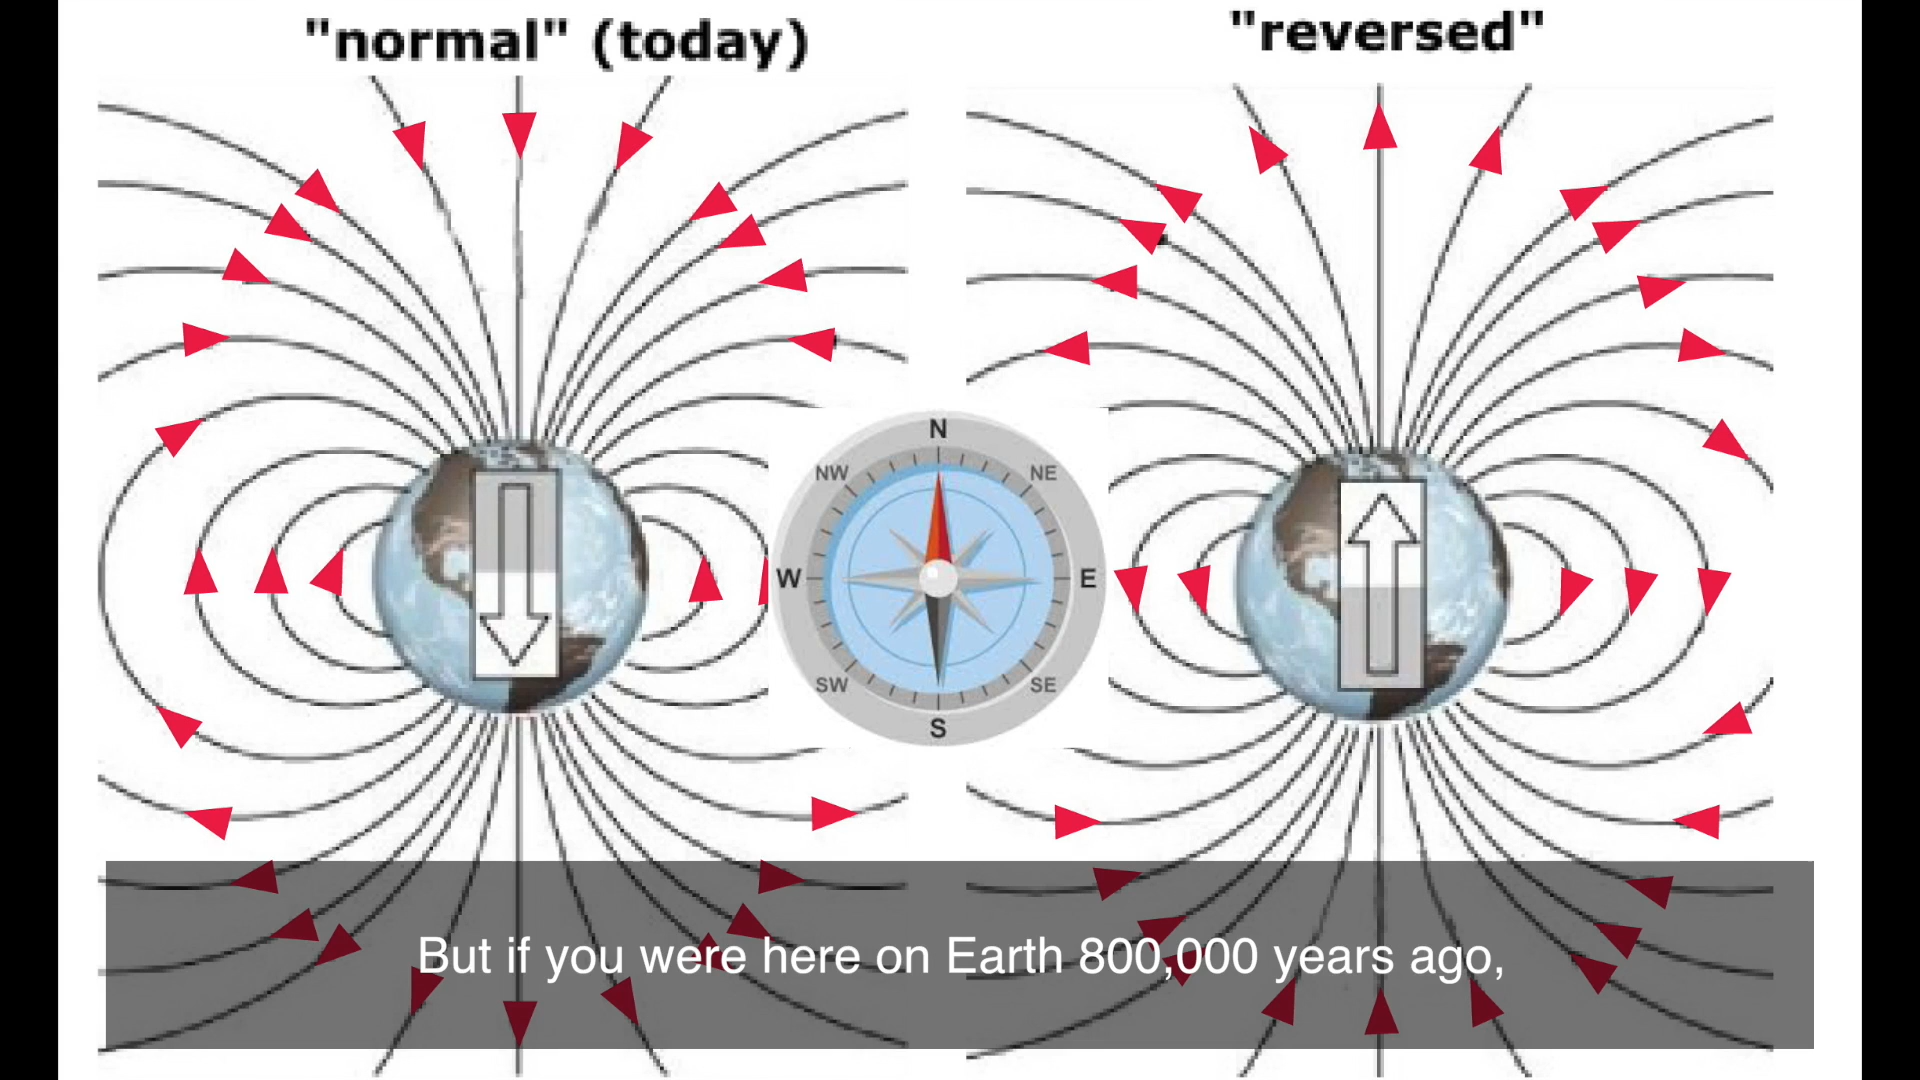 "normal" (today)
"reversed"
N
NW
NE
W
E
SW
SE
S
But if you were here on Earth 800,000 years ago,